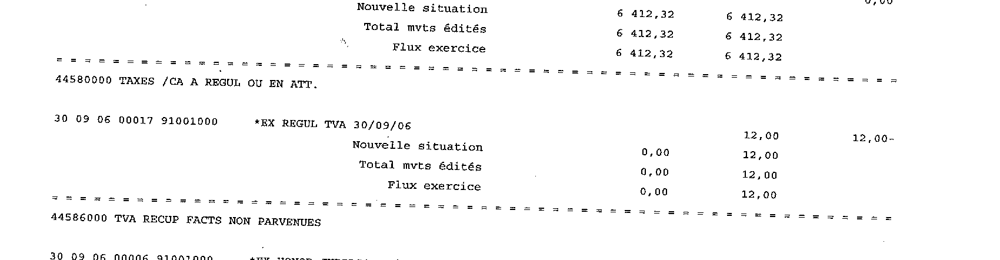 0,00
Nouvelle situation 6 412,32 6 412,32
Total mvts édités 6 412,32 6 412,32
Flux exercice 6 412,32 6 412,32
= = = = = = = = = = = = = = = = = = = = = = = = = = = = = = = = = = = = = = = = = = = = = = = = = = = = = = = = = = = =
44580000 TAXES /CA A REGUL OU EN ATT.
30 09 06 00017 91001000 *EX REGUL TVA 30/09/06 12,00 12,00-
Nouvelle situation 0,00 12,00
Total mvts édités 0,00 12,00
Flux exercice 0,00 12,00
= = = = = = = = = = = = = = = = = = = = = = = = = = = = = = = = = = = = = = = = = = = = = = = = = = = = = = = = = = = =
44586000 TVA RECUP FACTS NON PARVENUES
30 09 06 00006 91001000 *EX